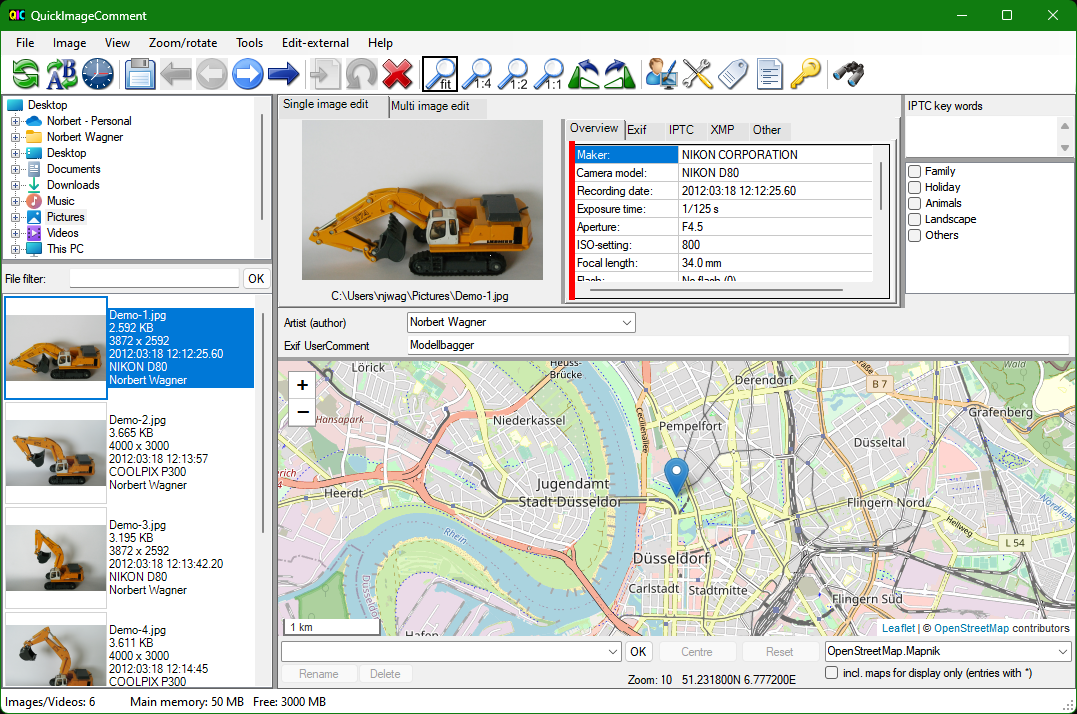 QuickImageComment
File Image View Zoom/rotate Tools Edit-external Help
fit 1:4 1:2 1:1
Desktop
Norbert - Personal
Norbert Wagner
Desktop
Documents
Downloads
Music
Pictures
Videos
This PC
File filter: OK
Demo-1.jpg
2.592 KB
3872 x 2592
2012:03:18 12:12:25.60
NIKON D80
Norbert Wagner
Demo-2.jpg
3.665 KB
4000 x 3000
2012:03:18 12:13:57
COOLPIX P300
Norbert Wagner
Demo-3.jpg
3.195 KB
3872 x 2592
2012:03:18 12:13:42.20
NIKON D80
Norbert Wagner
Demo-4.jpg
3.611 KB
4000 x 3000
2012:03:18 12:14:45
COOLPIX P300
Single image edit Multi image edit
C:\Users\njwag\Pictures\Demo-1.jpg
Overview Exif IPTC XMP Other
Maker: NIKON CORPORATION
Camera model: NIKON D80
Recording date: 2012:03:18 12:12:25.60
Exposure time: 1/125 s
Aperture: F4.5
ISO-setting: 800
Focal length: 34.0 mm
Flash: No flash (0)
IPTC key words
Family
Holiday
Animals
Landscape
Others
Artist (author) Norbert Wagner
Exif UserComment Modellbagger
+
−
Lörick
Heuss-
Brücke
Derendorf
B 7
Wald
Hansapark
Niederkassel
Cecilienallee
Pempelfort
Grafenberg
Düsseltal
Heerdt
Jugendamt
Stadt Düsseldor
Flingern Nord
Hellweg
L 54
Rhein
Düsseldorf
Carlstadt
Stadtmitte
Flingern Süd
Hafen
1 km
Leaflet | © OpenStreetMap contributors
OK Centre Reset OpenStreetMap.Mapnik
Rename Delete Zoom: 10 51.231800N 6.777200E incl. maps for display only (entries with *)
Images/Videos: 6 Main memory: 50 MB Free: 3000 MB